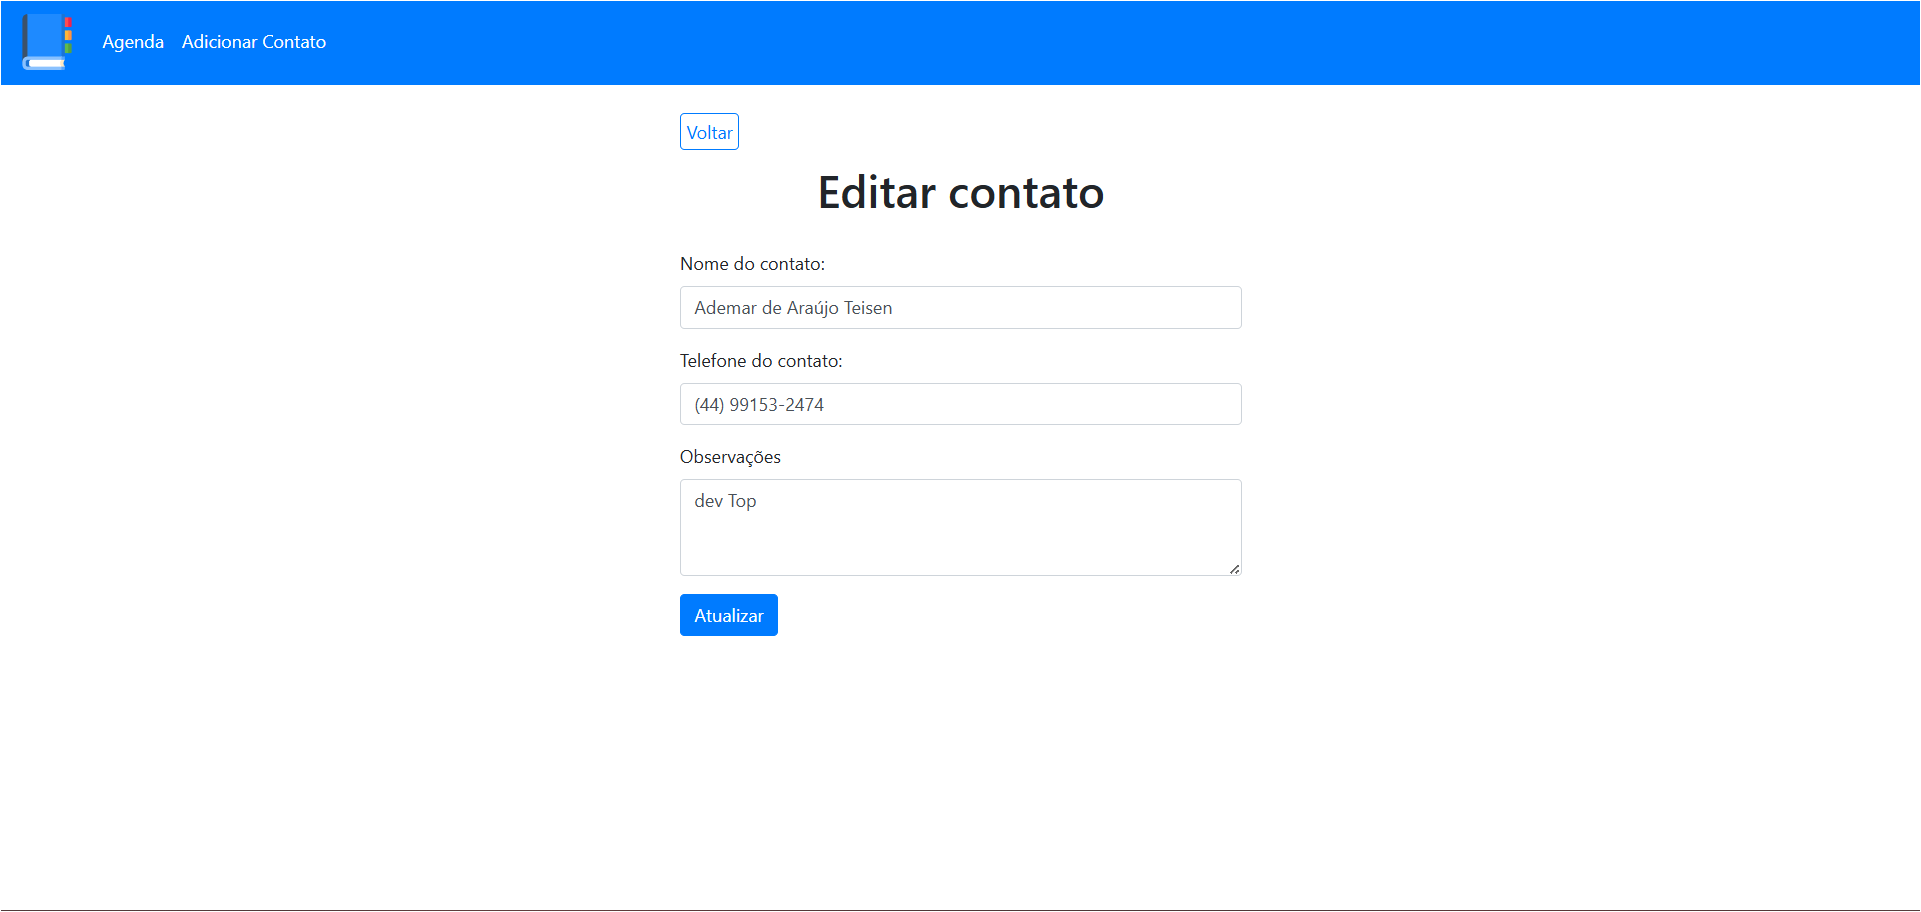 Agenda Adicionar Contato
Voltar
Editar contato
Nome do contato:
Ademar de Araújo Teisen
Telefone do contato:
(44) 99153-2474
Observações
dev Top
Atualizar